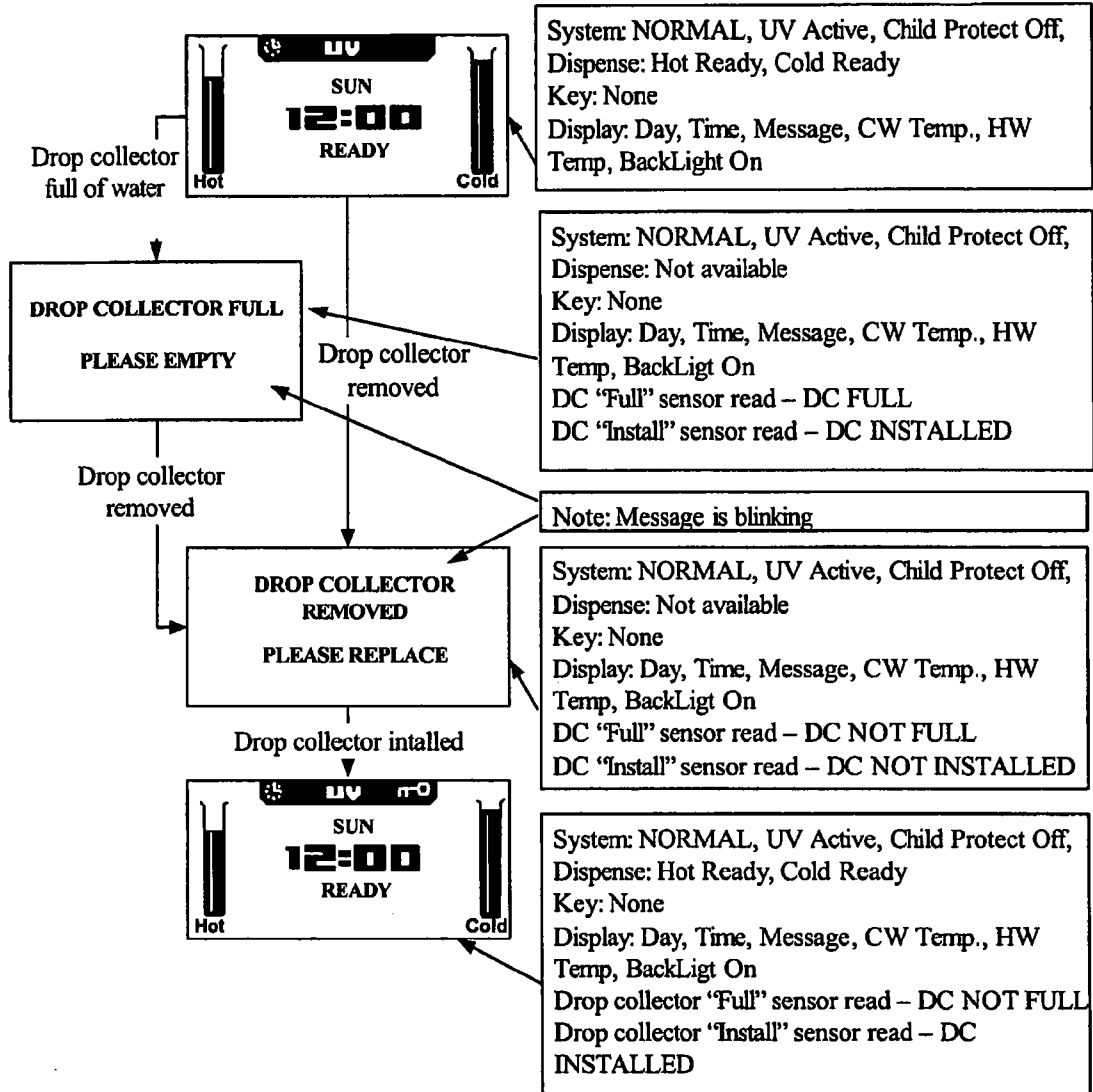 UV
SUN
12:00
READY
Hot
Cold
System: NORMAL, UV Active, Child Protect Off,
Dispense: Hot Ready, Cold Ready
Key: None
Display: Day, Time, Message, CW Temp., HW
Temp, BackLight On
Drop collector
full of water
DROP COLLECTOR FULL
PLEASE EMPTY
Drop collector
removed
System: NORMAL, UV Active, Child Protect Off,
Dispense: Not available
Key: None
Display: Day, Time, Message, CW Temp., HW
Temp, BackLigt On
DC "Full" sensor read – DC FULL
DC "Install" sensor read – DC INSTALLED
Drop collector
removed
Note: Message is blinking
DROP COLLECTOR
REMOVED
PLEASE REPLACE
System: NORMAL, UV Active, Child Protect Off,
Dispense: Not available
Key: None
Display: Day, Time, Message, CW Temp., HW
Temp, BackLigt On
DC "Full" sensor read – DC NOT FULL
DC "Install" sensor read – DC NOT INSTALLED
Drop collector intalled
UV
SUN
12:00
READY
Hot
Cold
System: NORMAL, UV Active, Child Protect Off,
Dispense: Hot Ready, Cold Ready
Key: None
Display: Day, Time, Message, CW Temp., HW
Temp, BackLigt On
Drop collector "Full" sensor read – DC NOT FULL
Drop collector "Install" sensor read – DC
INSTALLED